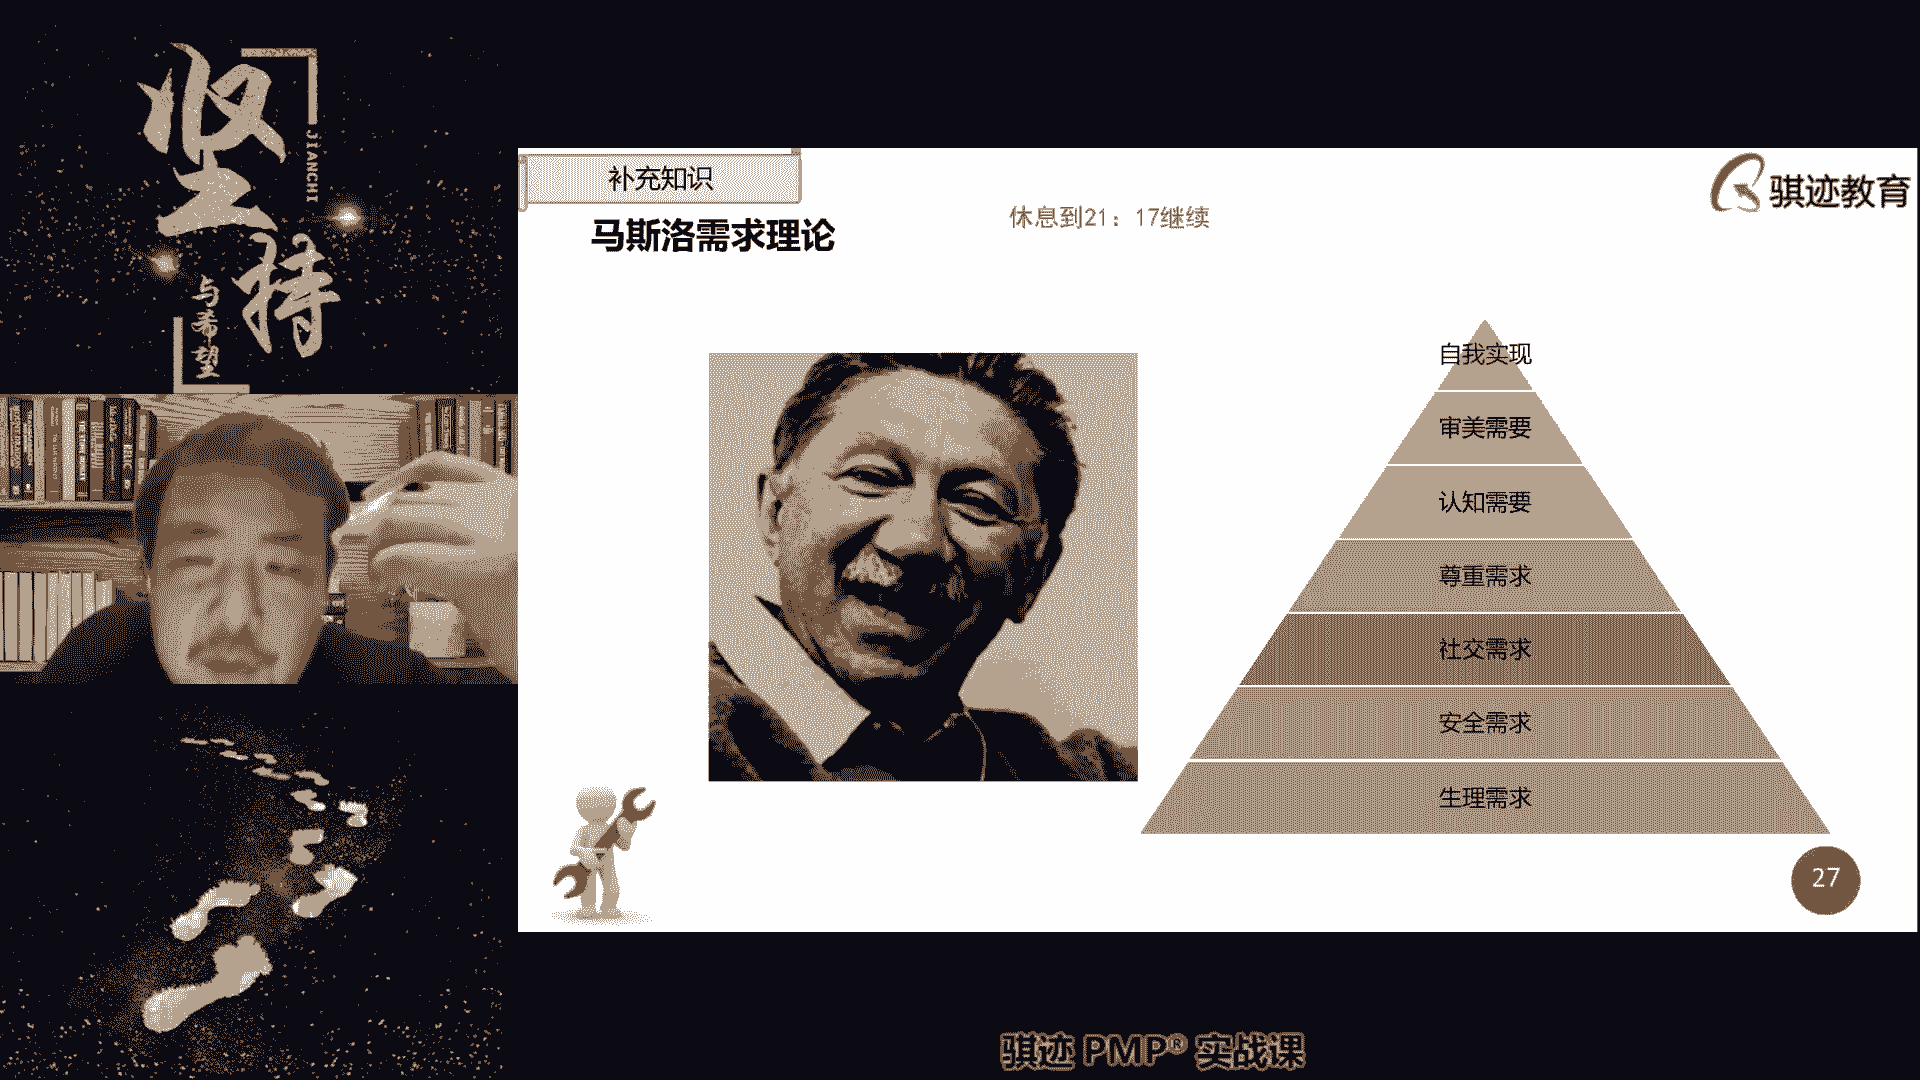 坚
持
JIANCHI
与希望
补充知识
骐迹教育
马斯洛需求理论
休息到21：17继续
自我实现
审美需要
认知需要
尊重需求
社交需求
安全需求
生理需求
27
骐迹 PMP® 实战课